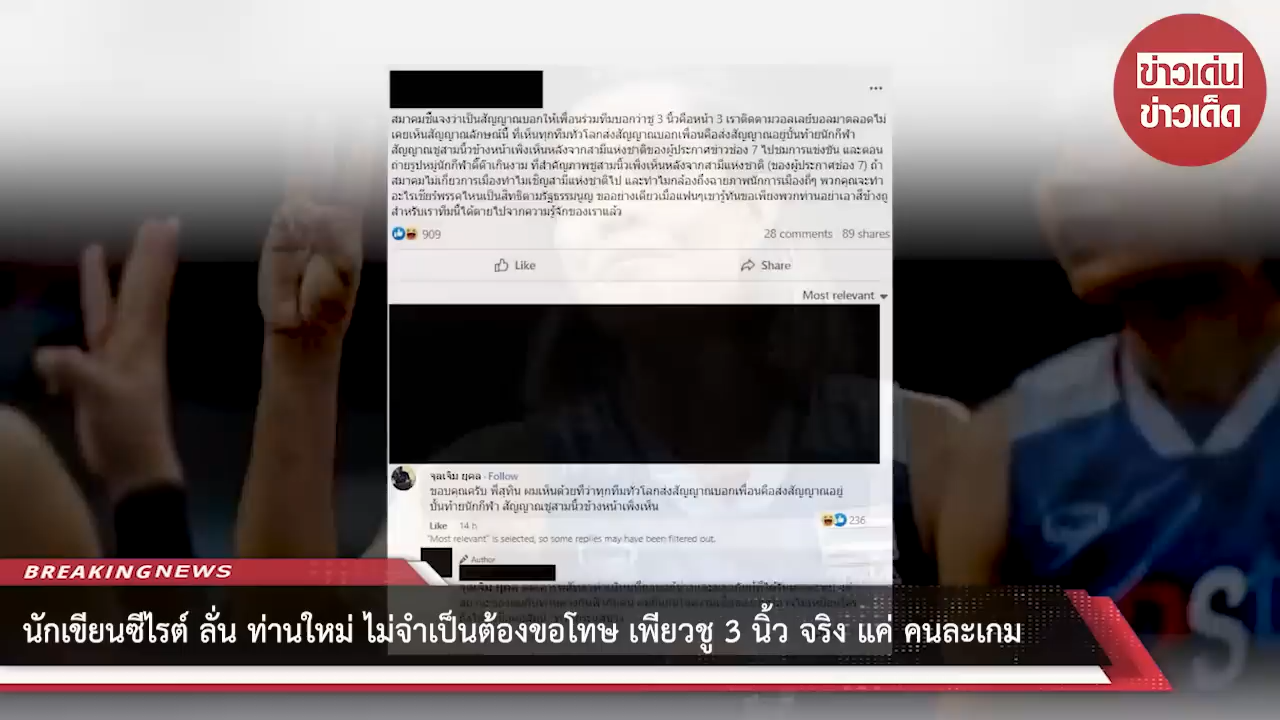 ข่าวเด่น
ข่าวเด็ด
สมาคมชี้แจงว่าเป็นสัญญาณบอกให้เพื่อนร่วมทีมบอกว่าชู 3 นิ้วคือหน้า 3 เราติดตามวอลเลย์บอลมาตลอดไม่
เคยเห็นสัญญาณลักษณ์นี้ ที่เห็นทุกทีมทั่วโลกส่งสัญญาณบอกเพื่อนคือส่งสัญญาณอยู่บั้นท้ายนักกีฬา
สัญญาณชูสามนิ้วข้างหน้าเพิ่งเห็นหลังจากสามีแห่งชาติของผู้ประกาศข่าวช่อง 7 ไปชมการแข่งขัน และตอน
ถ่ายรูปหมู่นักกีฬาดี๊ด๊าเกินงาม ที่สำคัญภาพชูสามนิ้วเพิ่งเห็นหลังจากสามีแห่งชาติ (ของผู้ประกาศช่อง 7) ถ้า
สมาคมไม่เกี่ยวการเมืองทำไมเชิญสามีแห่งชาติไป และทำไมกล้องถึงฉายภาพนักการเมืองถี่ๆ พวกคุณจะทำ
อะไรเชียร์พรรคไหนเป็นสิทธิตามรัฐธรรมนูญ ขออย่างเดียวเมื่อแฟนๆเขารู้ทันขอเพียงพวกท่านอย่าเอาสีข้างถู
สำหรับเราทีมนี้ได้ตายไปจากความรู้จักของเราแล้ว
909 28 comments 89 shares
Like Share
Most relevant
จุลเจิม ยุคล · Follow
ขอบคุณครับ พี่สุทิน ผมเห็นด้วยที่ว่าทุกทีมทั่วโลกส่งสัญญาณบอกเพื่อนคือส่งสัญญาณอยู่
บั้นท้ายนักกีฬา สัญญาณชูสามนิ้วข้างหน้าเพิ่งเห็น
236
Like 14 h
"Most relevant" is selected, so some replies may have been filtered out.
Author
จุลเจิม ยุคล
BREAKING NEWS
นักเขียนซีไรต์ ลั่น ท่านใหม่ ไม่จำเป็นต้องขอโทษ เพียวชู 3 นิ้ว จริง แค่ คนละเกม